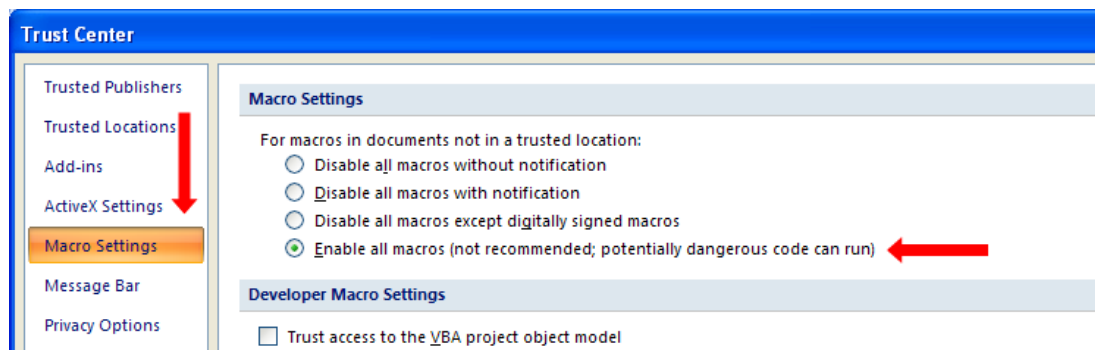 Trust Center
Trusted Publishers
Trusted Locations
Add-ins
ActiveX Settings
Macro Settings
Message Bar
Privacy Options
Macro Settings
For macros in documents not in a trusted location:
Disable all macros without notification
Disable all macros with notification
Disable all macros except digitally signed macros
Enable all macros (not recommended; potentially dangerous code can run)
Developer Macro Settings
Trust access to the VBA project object model